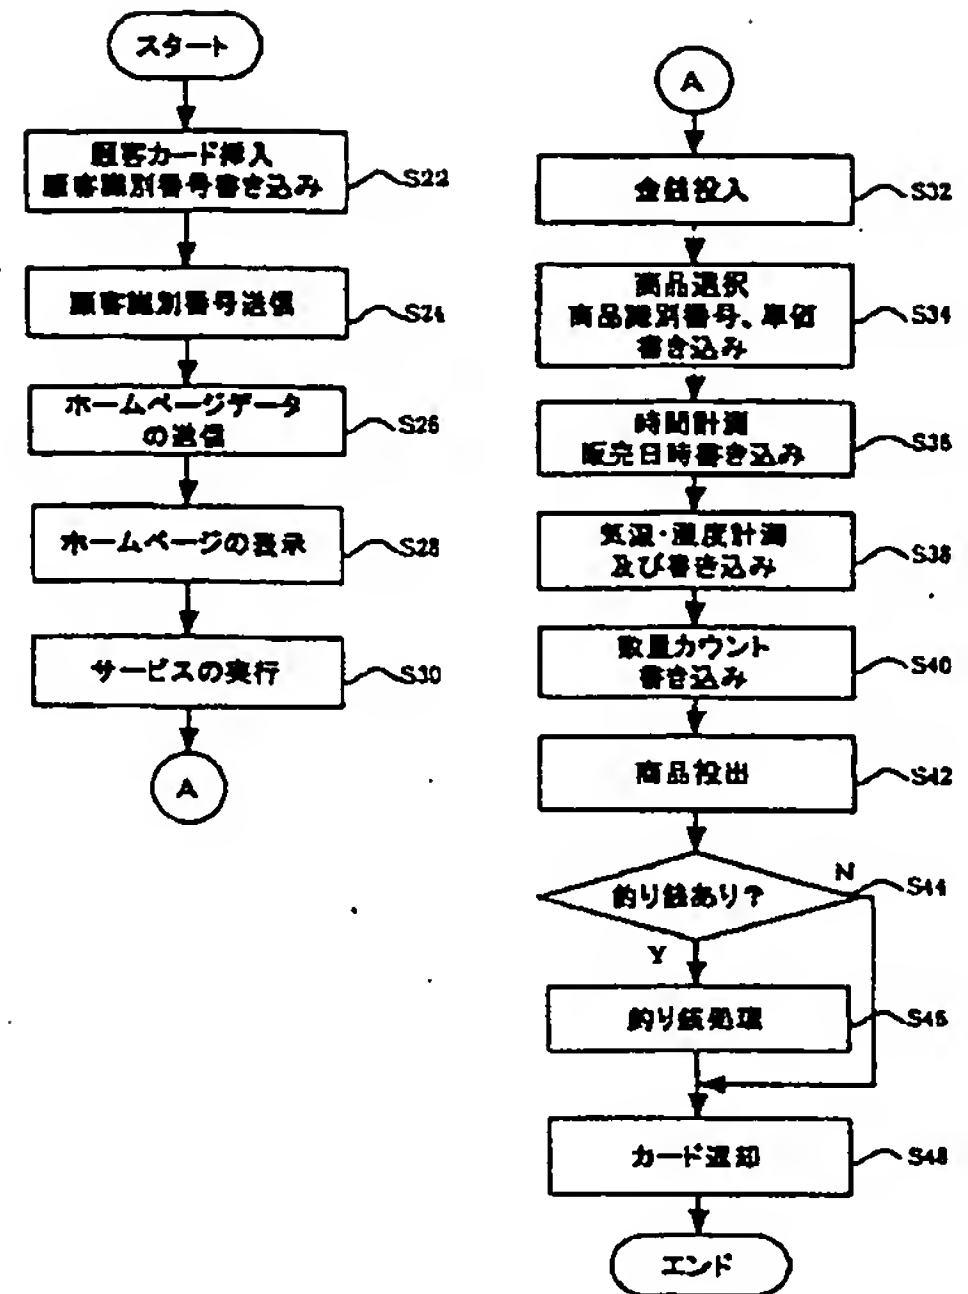 スタート
顧客カード挿入
顧客識別番号書き込み
S22
顧客識別番号送信
S24
ホームページデータ
の送信
S26
ホームページの表示
S28
サービスの実行
S30
A
A
金銭投入
S32
商品選択
商品識別番号、単価
書き込み
S34
時間計測
販売日時書き込み
S36
気温・湿度計測
及び書き込み
S38
数量カウント
書き込み
S40
商品投出
S42
釣り銭あり?
N
S44
Y
釣り銭処理
S46
カード返却
S48
エンド